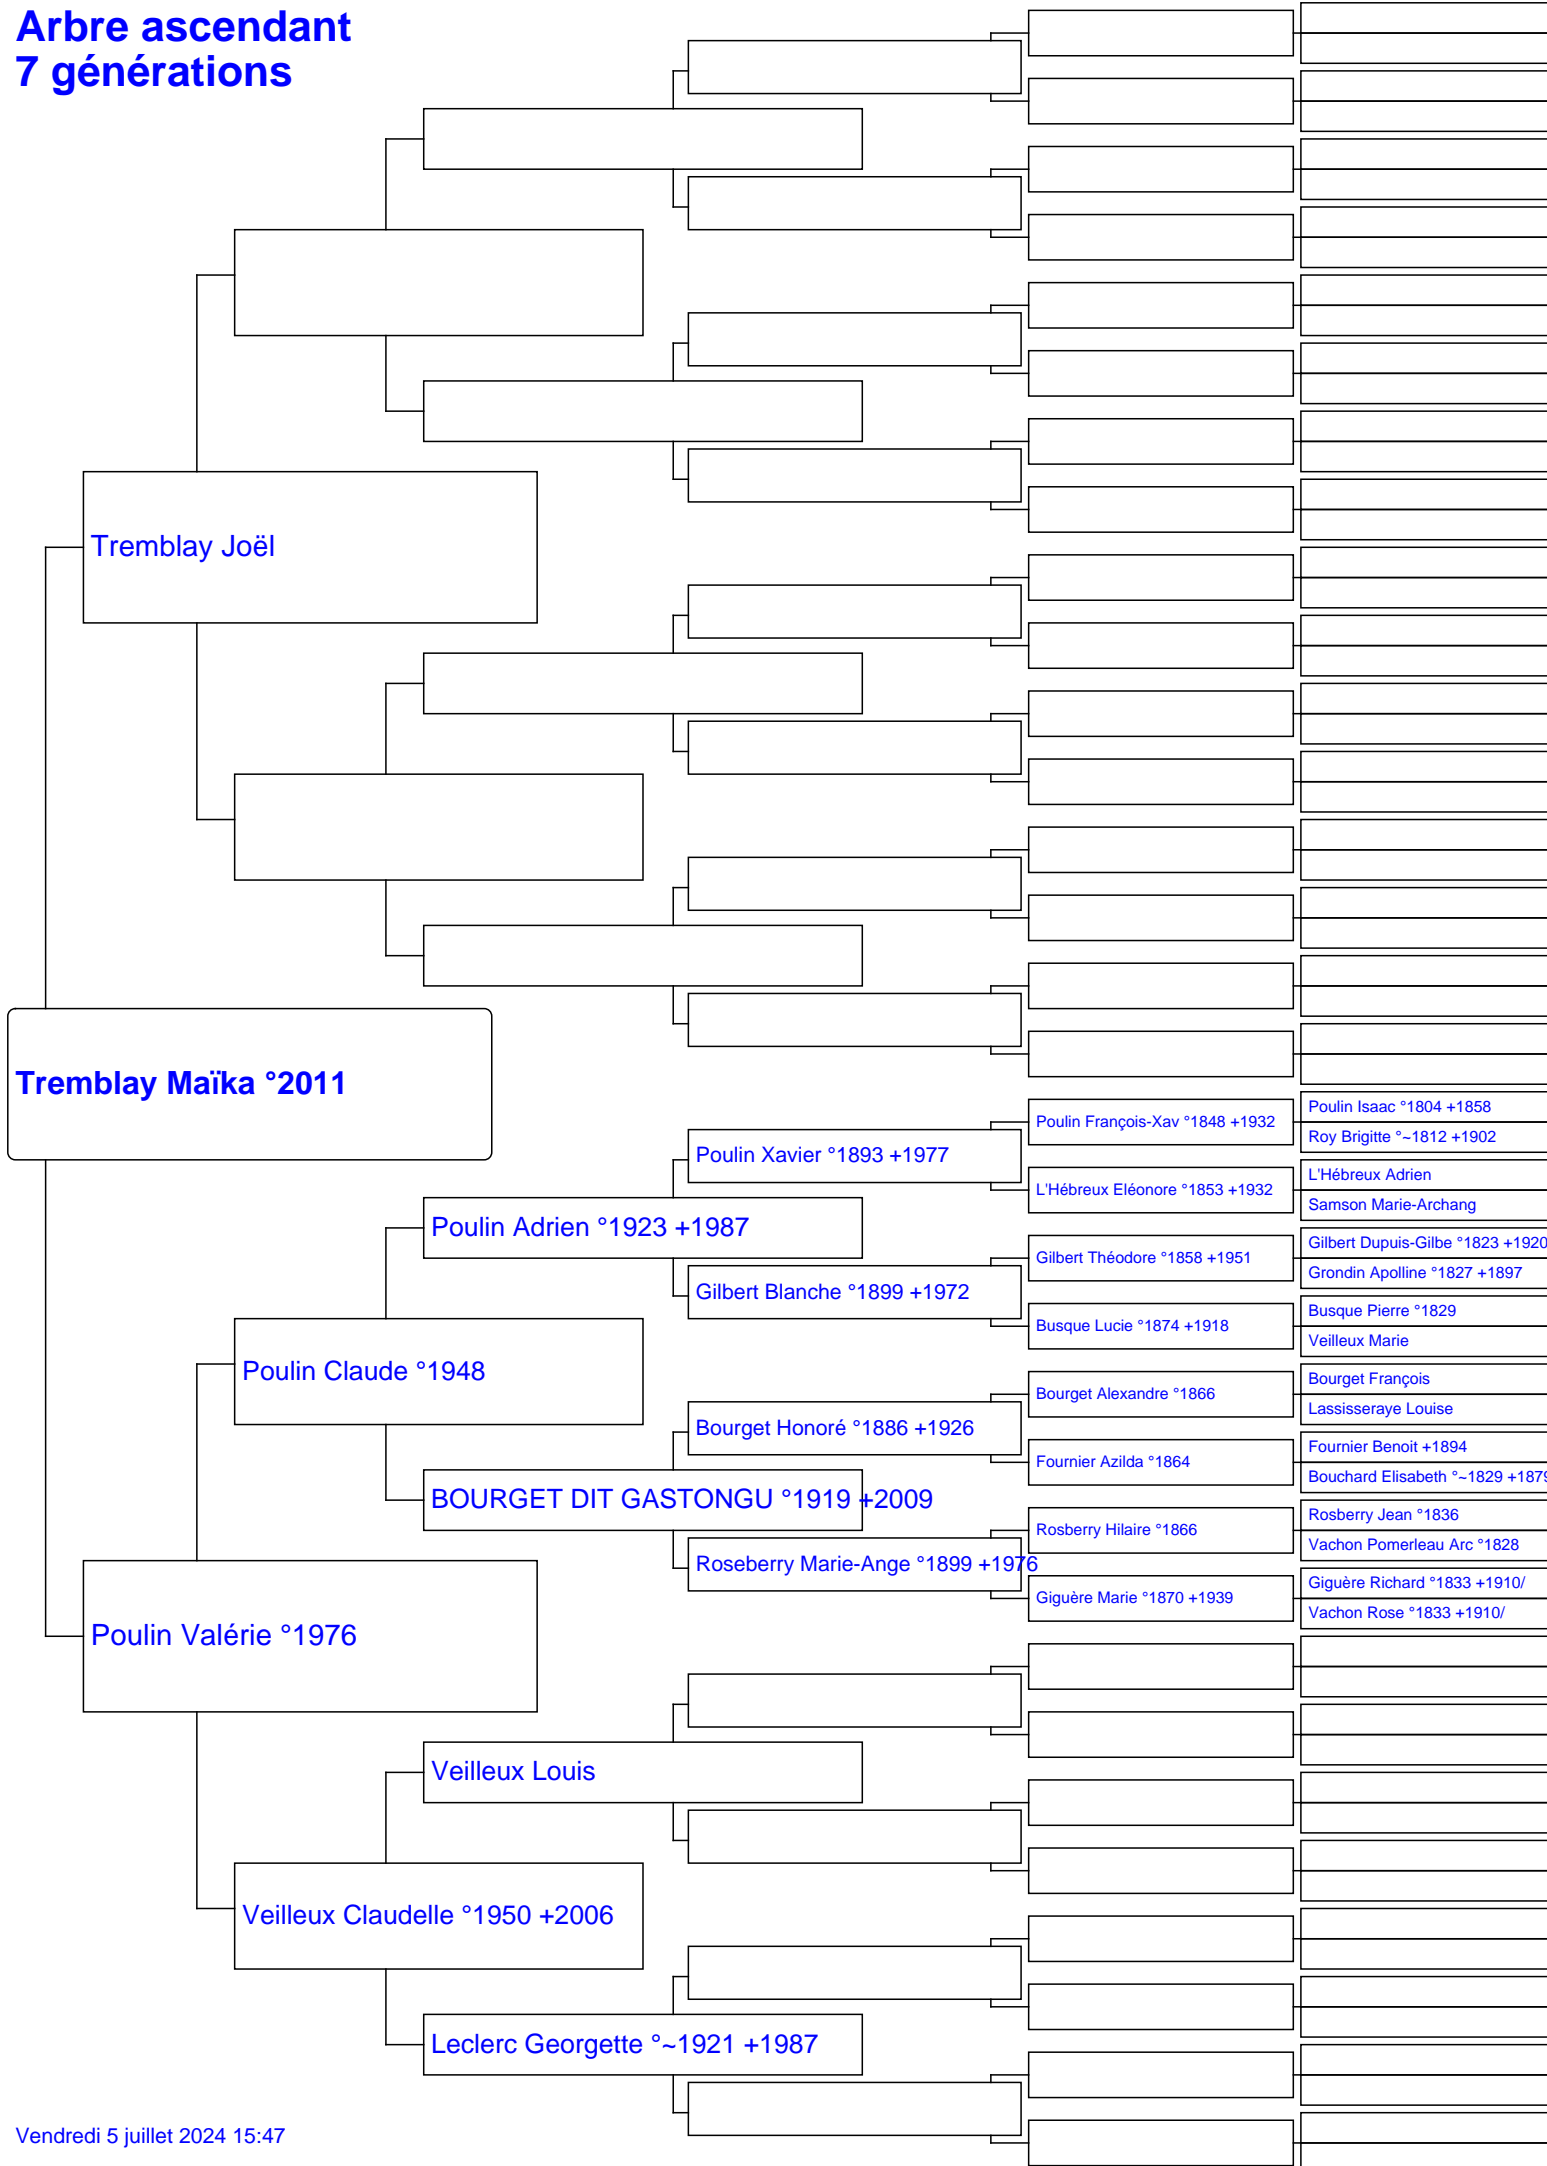 Arbre ascendant
7 générations
Tremblay Joël
Tremblay Maïka °2011
Poulin François-Xav °1848 +1932
Poulin Isaac °1804 +1858
Roy Brigitte °~1812 +1902
Poulin Xavier °1893 +1977
L'Hébreux Eléonore °1853 +1932
L'Hébreux Adrien
Samson Marie-Archang
Poulin Adrien °1923 +1987
Gilbert Théodore °1858 +1951
Gilbert Dupuis-Gilbe °1823 +1920
Grondin Apolline °1827 +1897
Gilbert Blanche °1899 +1972
Busque Lucie °1874 +1918
Busque Pierre °1829
Veilleux Marie
Poulin Claude °1948
Bourget Alexandre °1866
Bourget François
Lassisseraye Louise
Bourget Honoré °1886 +1926
Fournier Azilda °1864
Fournier Benoit +1894
Bouchard Elisabeth °~1829 +1879
BOURGET DIT GASTONGU °1919 +2009
Rosberry Hilaire °1866
Rosberry Jean °1836
Vachon Pomerleau Arc °1828
Roseberry Marie-Ange °1899 +1976
Giguère Marie °1870 +1939
Giguère Richard °1833 +1910/
Vachon Rose °1833 +1910/
Poulin Valérie °1976
Veilleux Louis
Veilleux Claudelle °1950 +2006
Leclerc Georgette °~1921 +1987
Vendredi 5 juillet 2024 15:47